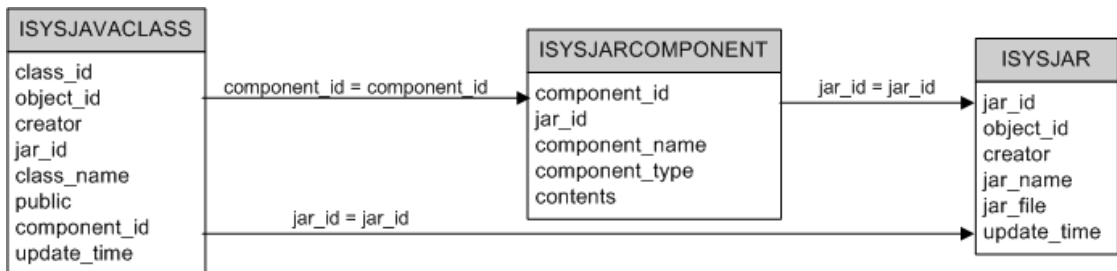 ISYSJAVACLASS
class_id
object_id
creator
jar_id
class_name
public
component_id
update_time
component_id = component_id
jar_id = jar_id
ISYSJARCOMPONENT
component_id
jar_id
component_name
component_type
contents
jar_id = jar_id
ISYSJAR
jar_id
object_id
creator
jar_name
jar_file
update_time